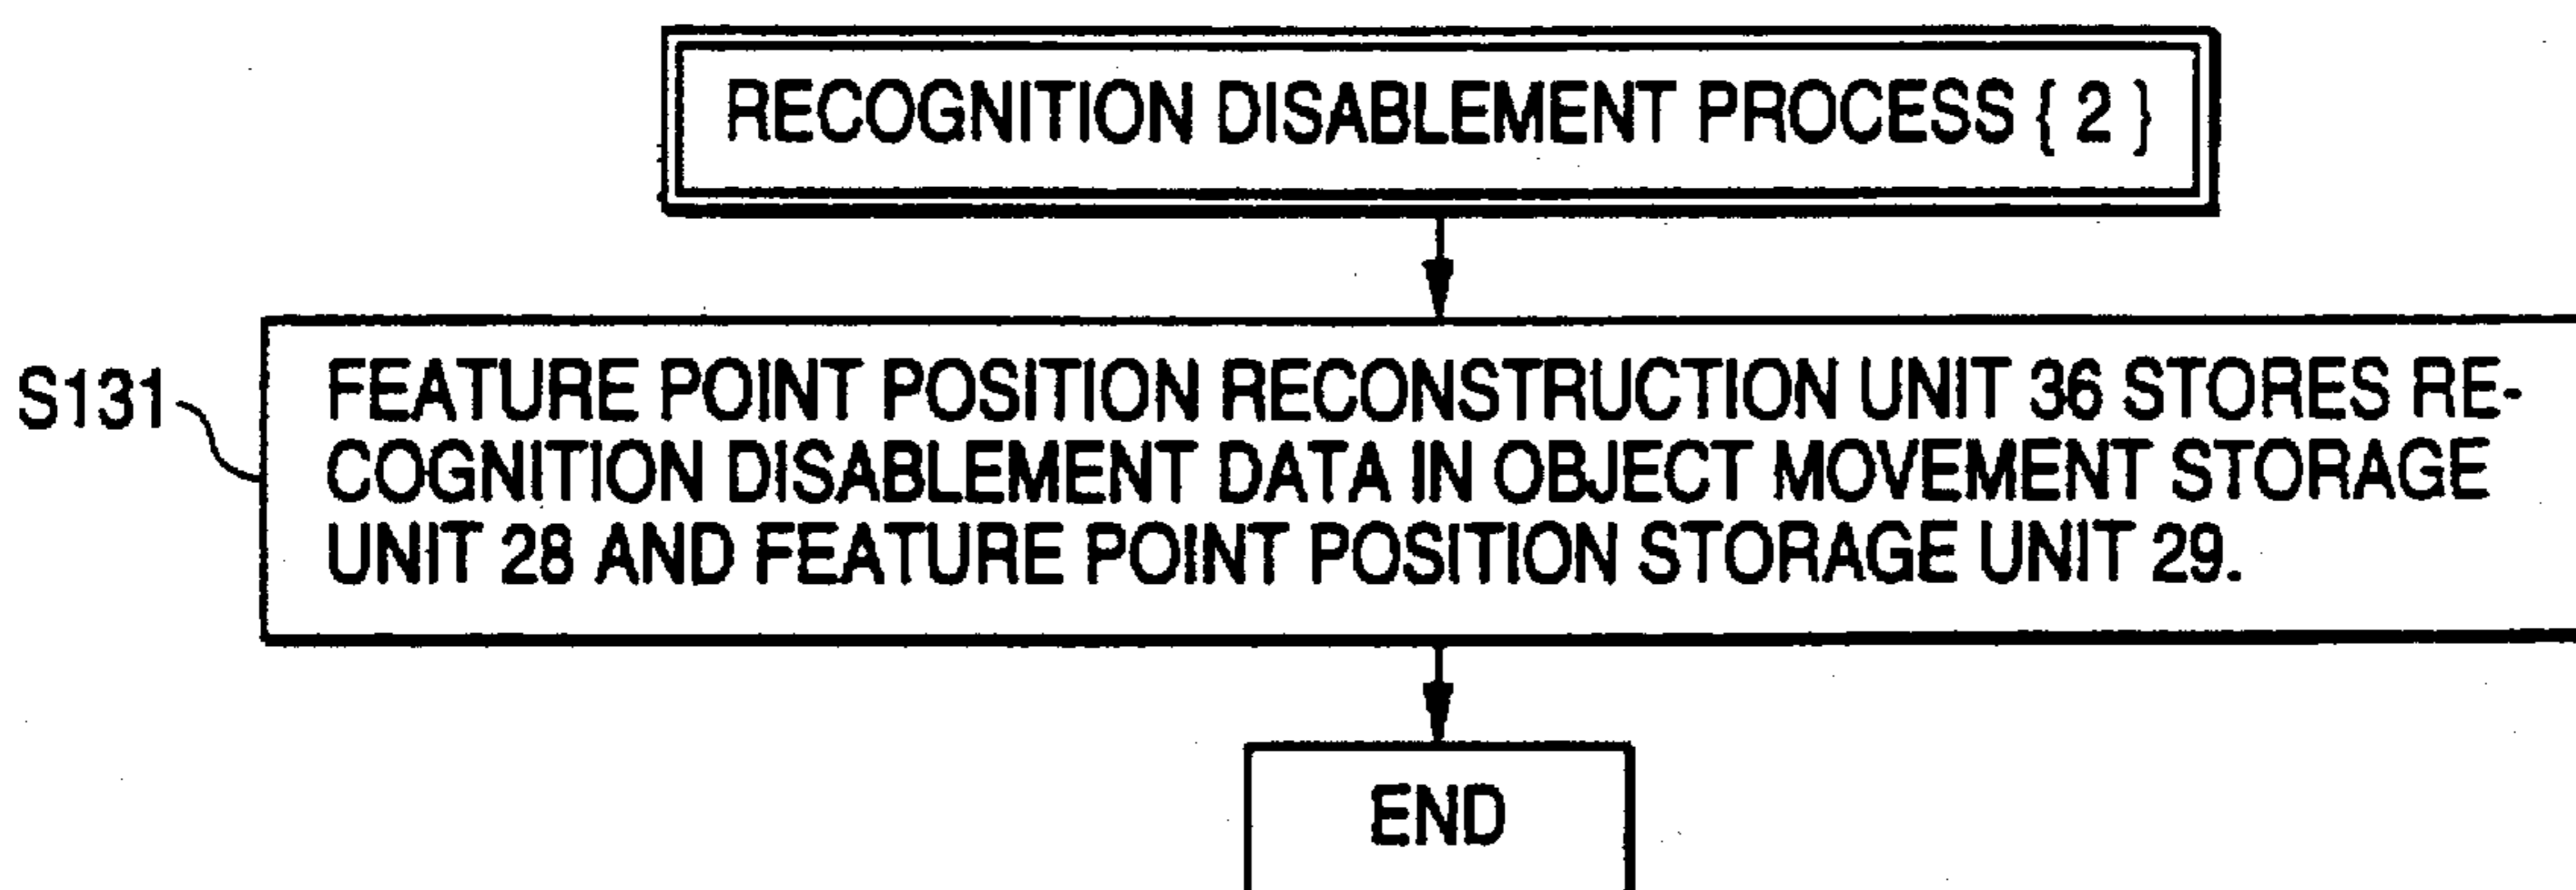 RECOGNITION DISABLEMENT PROCESS { 2 }
S131
FEATURE POINT POSITION RECONSTRUCTION UNIT 36 STORES RE-
COGNITION DISABLEMENT DATA IN OBJECT MOVEMENT STORAGE
UNIT 28 AND FEATURE POINT POSITION STORAGE UNIT 29.
END